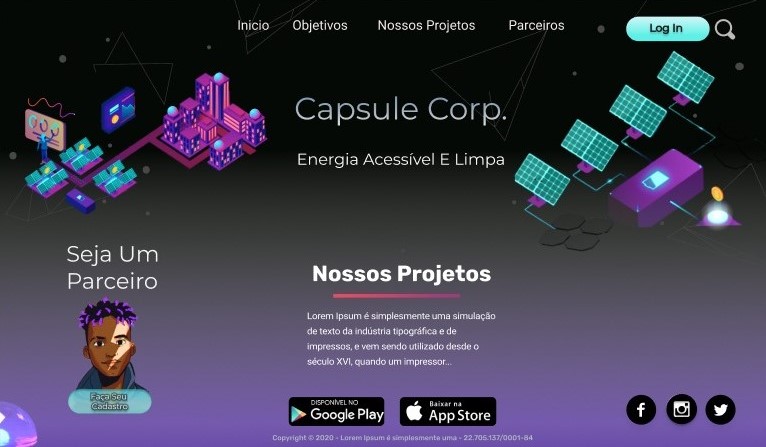 Inicio Objetivos Nossos Projetos Parceiros Log In
Capsule Corp.
Energia Acessível E Limpa
Seja Um
Parceiro
Faça Seu
Cadastro
Nossos Projetos
Lorem Ipsum é simplesmente uma simulação
de texto da indústria tipográfica e de
impressos, e vem sendo utilizado desde o
século XVI, quando um impressor...
DISPONÍVEL NO
Google Play
Baixar na
App Store
Copyright © 2020 - Lorem Ipsum é simplesmente uma - 22.705.137/0001-84